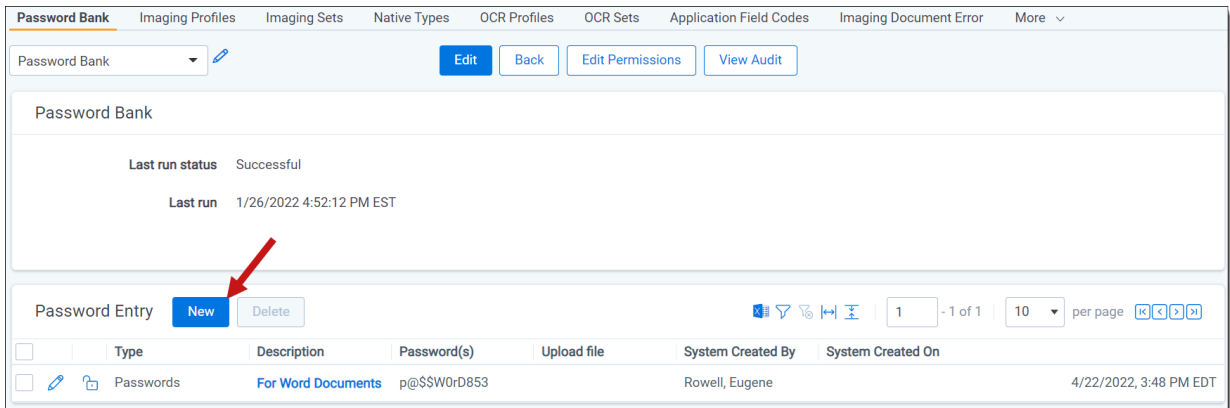 Password Bank Imaging Profiles Imaging Sets Native Types OCR Profiles OCR Sets Application Field Codes Imaging Document Error More
Password Bank Edit Back Edit Permissions View Audit
Password Bank
Last run status Successful
Last run 1/26/2022 4:52:12 PM EST
Password Entry New Delete 1 - 1 of 1 10 per page
Type Description Password(s) Upload file System Created By System Created On
Passwords For Word Documents p@$$W0rD853 Rowell, Eugene 4/22/2022, 3:48 PM EDT